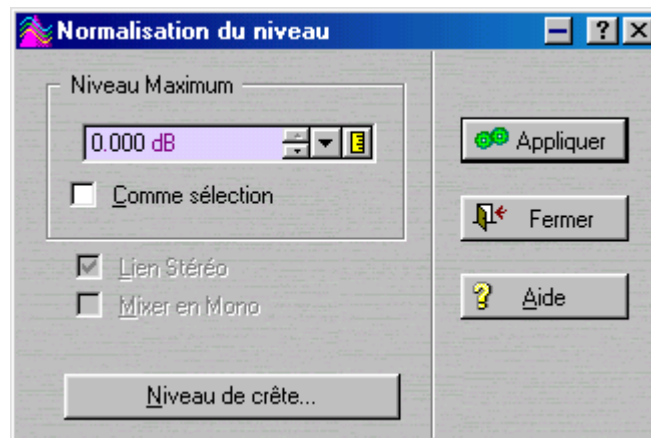 Normalisation du niveau
Niveau Maximum
0.000 dB
Comme sélection
Lien Stéréo
Mixer en Mono
Niveau de crête...
Appliquer
Fermer
Aide